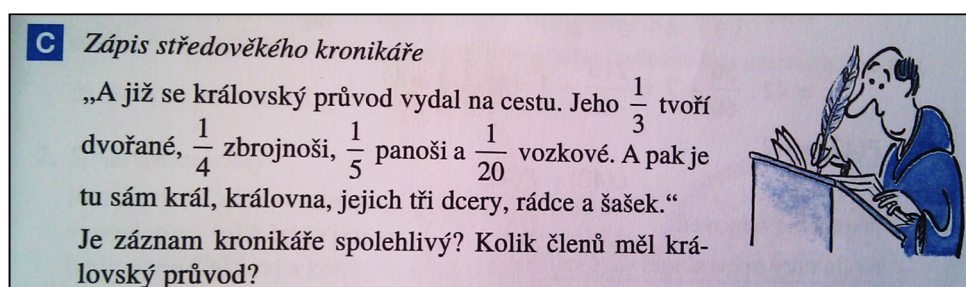 C Zápis středověkého kronikáře
„A již se královský průvod vydal na cestu. Jeho 1/3 tvoří
dvořané, 1/4 zbrojnoši, 1/5 panoši a 1/20 vozkové. A pak je
tu sám král, královna, jejich tři dcery, rádce a šašek.“
Je záznam kronikáře spolehlivý? Kolik členů měl krá-
lovský průvod?